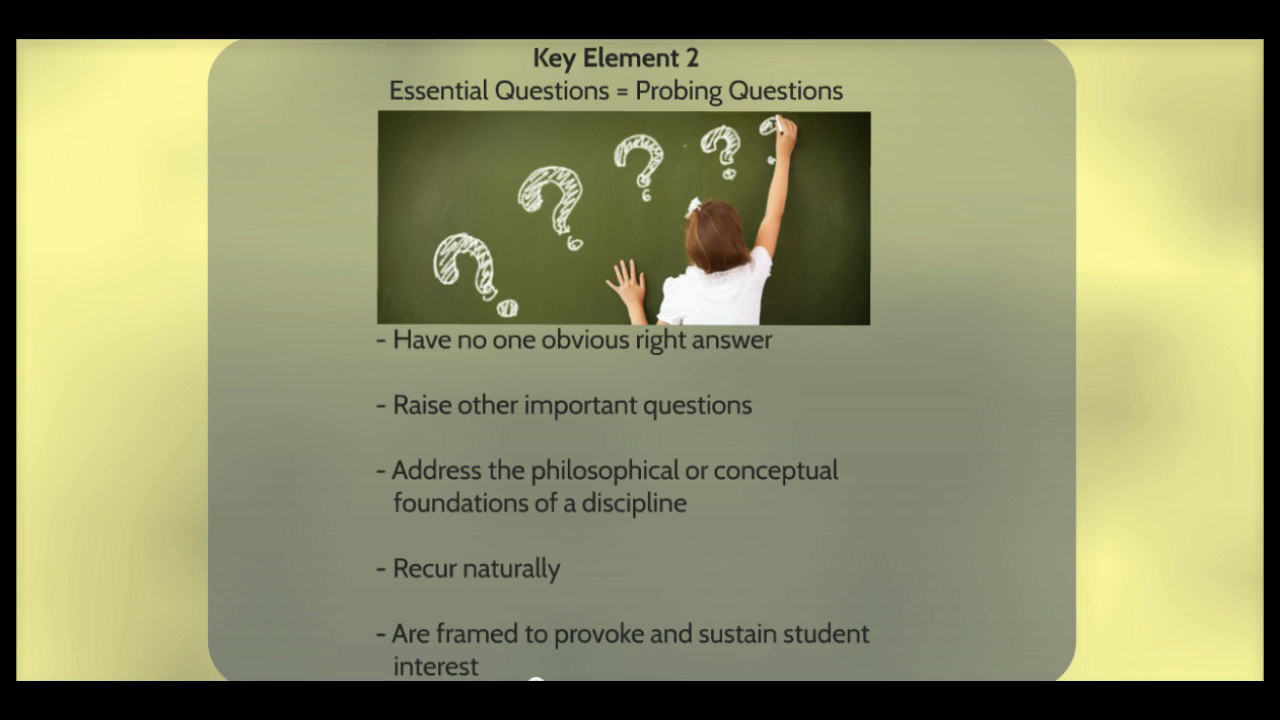 Key Element 2
Essential Questions = Probing Questions
? ? ? ? ?
- Have no one obvious right answer
- Raise other important questions
- Address the philosophical or conceptual
foundations of a discipline
- Recur naturally
- Are framed to provoke and sustain student
interest